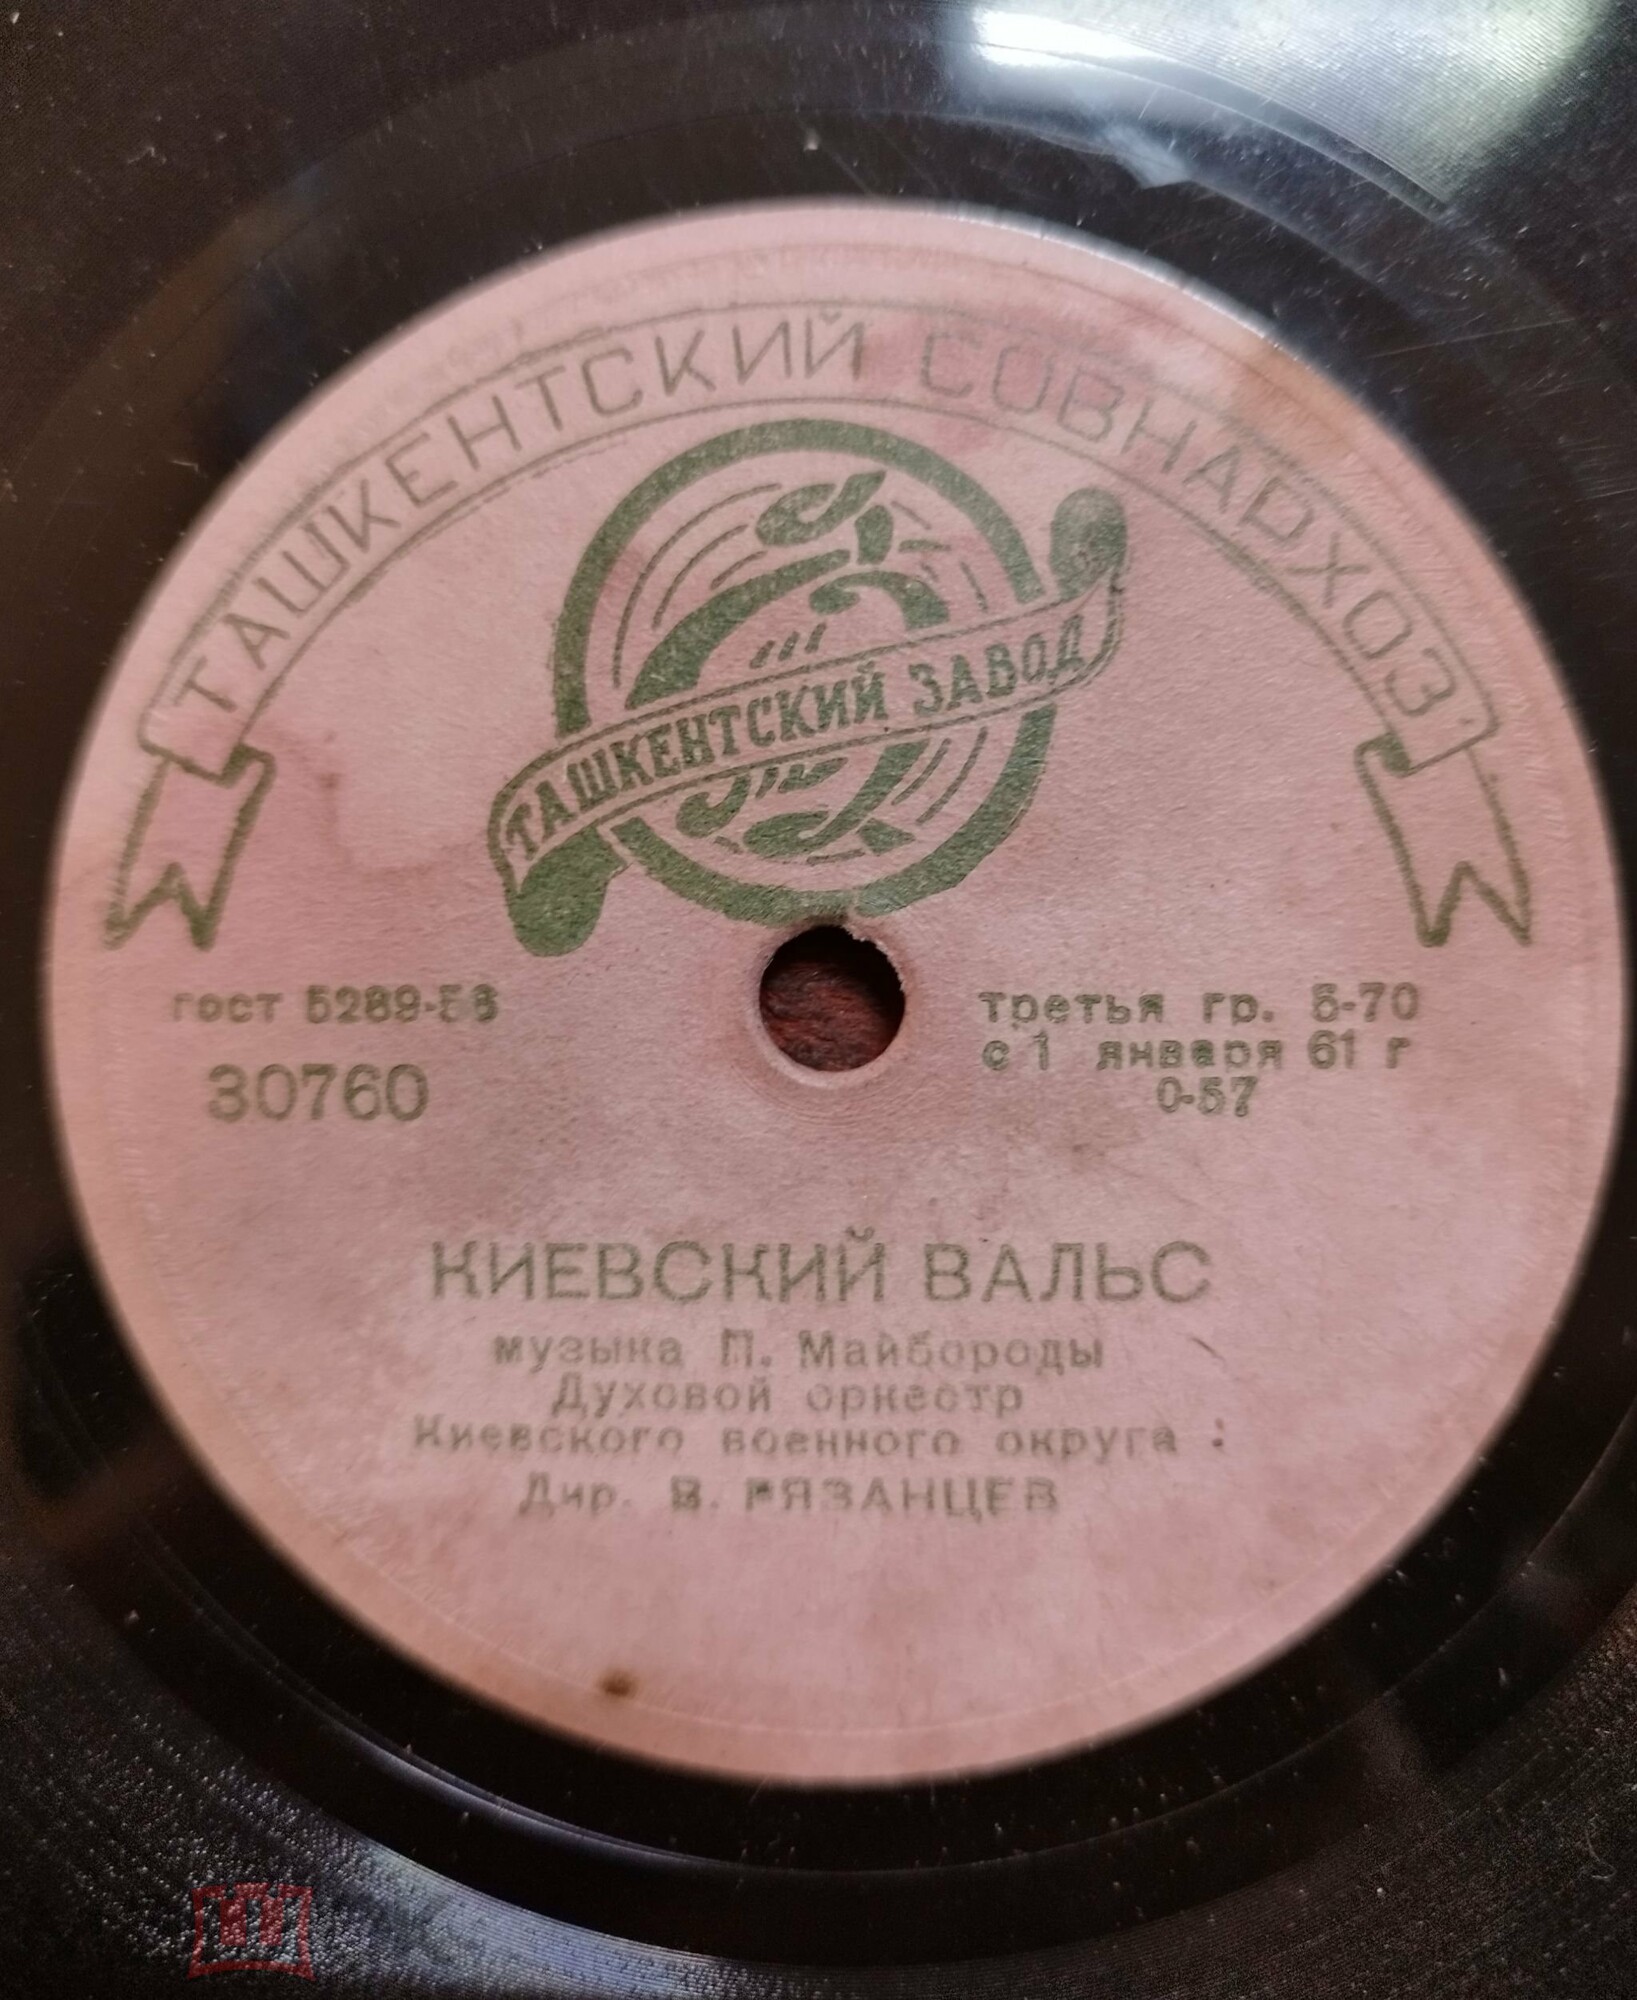 ТАШКЕНТСКИЙ СОВНАРХОЗ
ТАШКЕНТСКИЙ ЗАВОД
гост 5289-56
30760
третья гр. 5-70
с 1 января 61 г
0-57
КИЕВСКИЙ ВАЛЬС
музыка П. Майбороды
Духовой оркестр
Киевского военного округа :
Дир. В. РЯЗАНЦЕВ